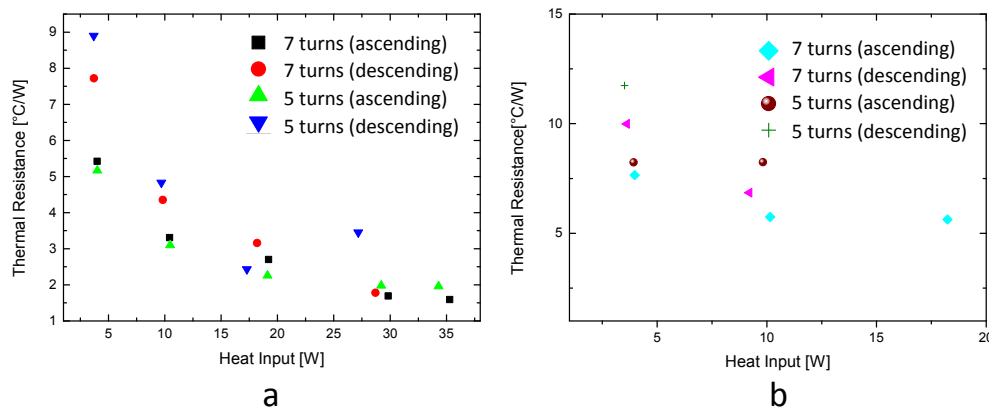 9
8
7
6
5
4
3
2
1
Thermal Resistance [°C/W]
7 turns (ascending)
7 turns (descending)
5 turns (ascending)
5 turns (descending)
5 10 15 20 25 30 35
Heat Input [W]
a
15
10
5
Thermal Resistance[°C/W]
7 turns (ascending)
7 turns (descending)
5 turns (ascending)
5 turns (descending)
5 10 15 20
Heat Input [W]
b